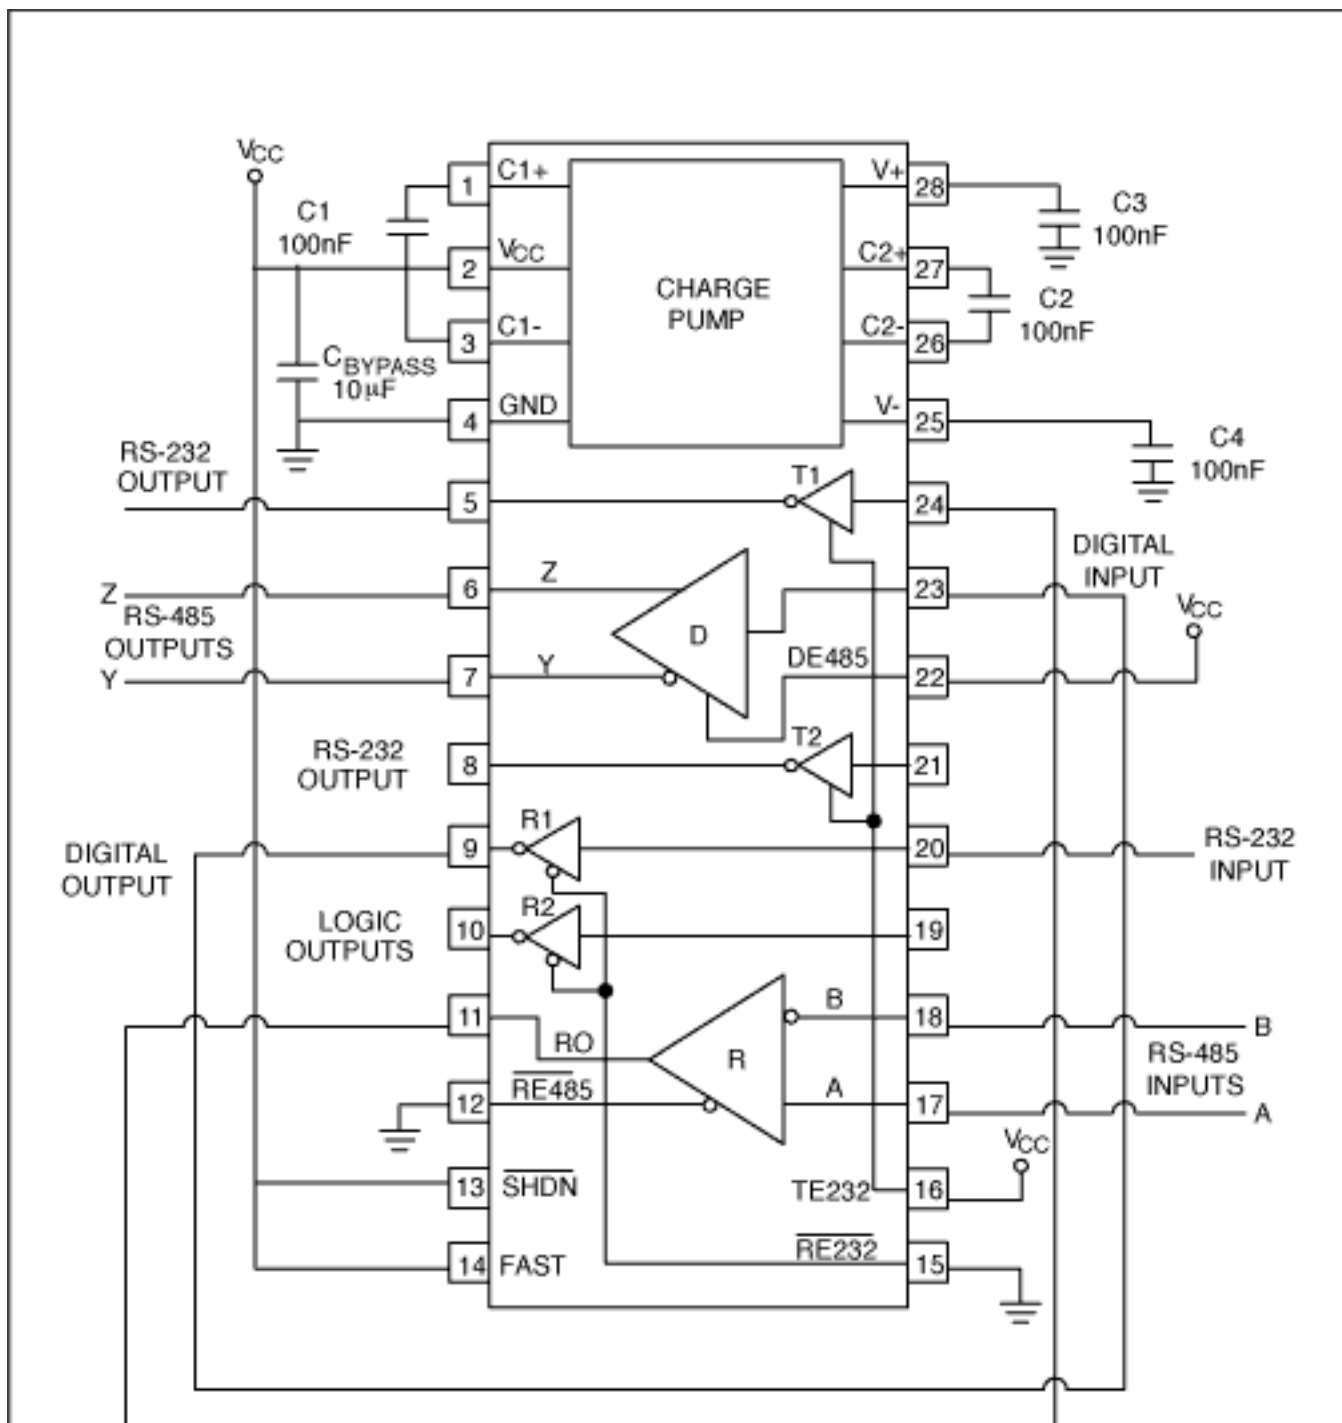 VCC
C1
100nF
CBYPASS
10µF
1
C1+
2
VCC
3
C1-
4
GND
CHARGE
PUMP
V+
28
C2+
27
C2-
26
V-
25
C3
100nF
C2
100nF
C4
100nF
RS-232
OUTPUT
5
T1
24
DIGITAL
INPUT
Z
6
Z
23
RS-485
OUTPUTS
D
VCC
Y
7
Y
DE485
22
RS-232
OUTPUT
8
T2
21
DIGITAL
OUTPUT
9
R1
20
RS-232
INPUT
LOGIC
OUTPUTS
10
R2
19
11
RO
R
B
18
B
RS-485
INPUTS
12
RE485
A
17
A
VCC
13
SHDN
TE232
16
14
FAST
RE232
15